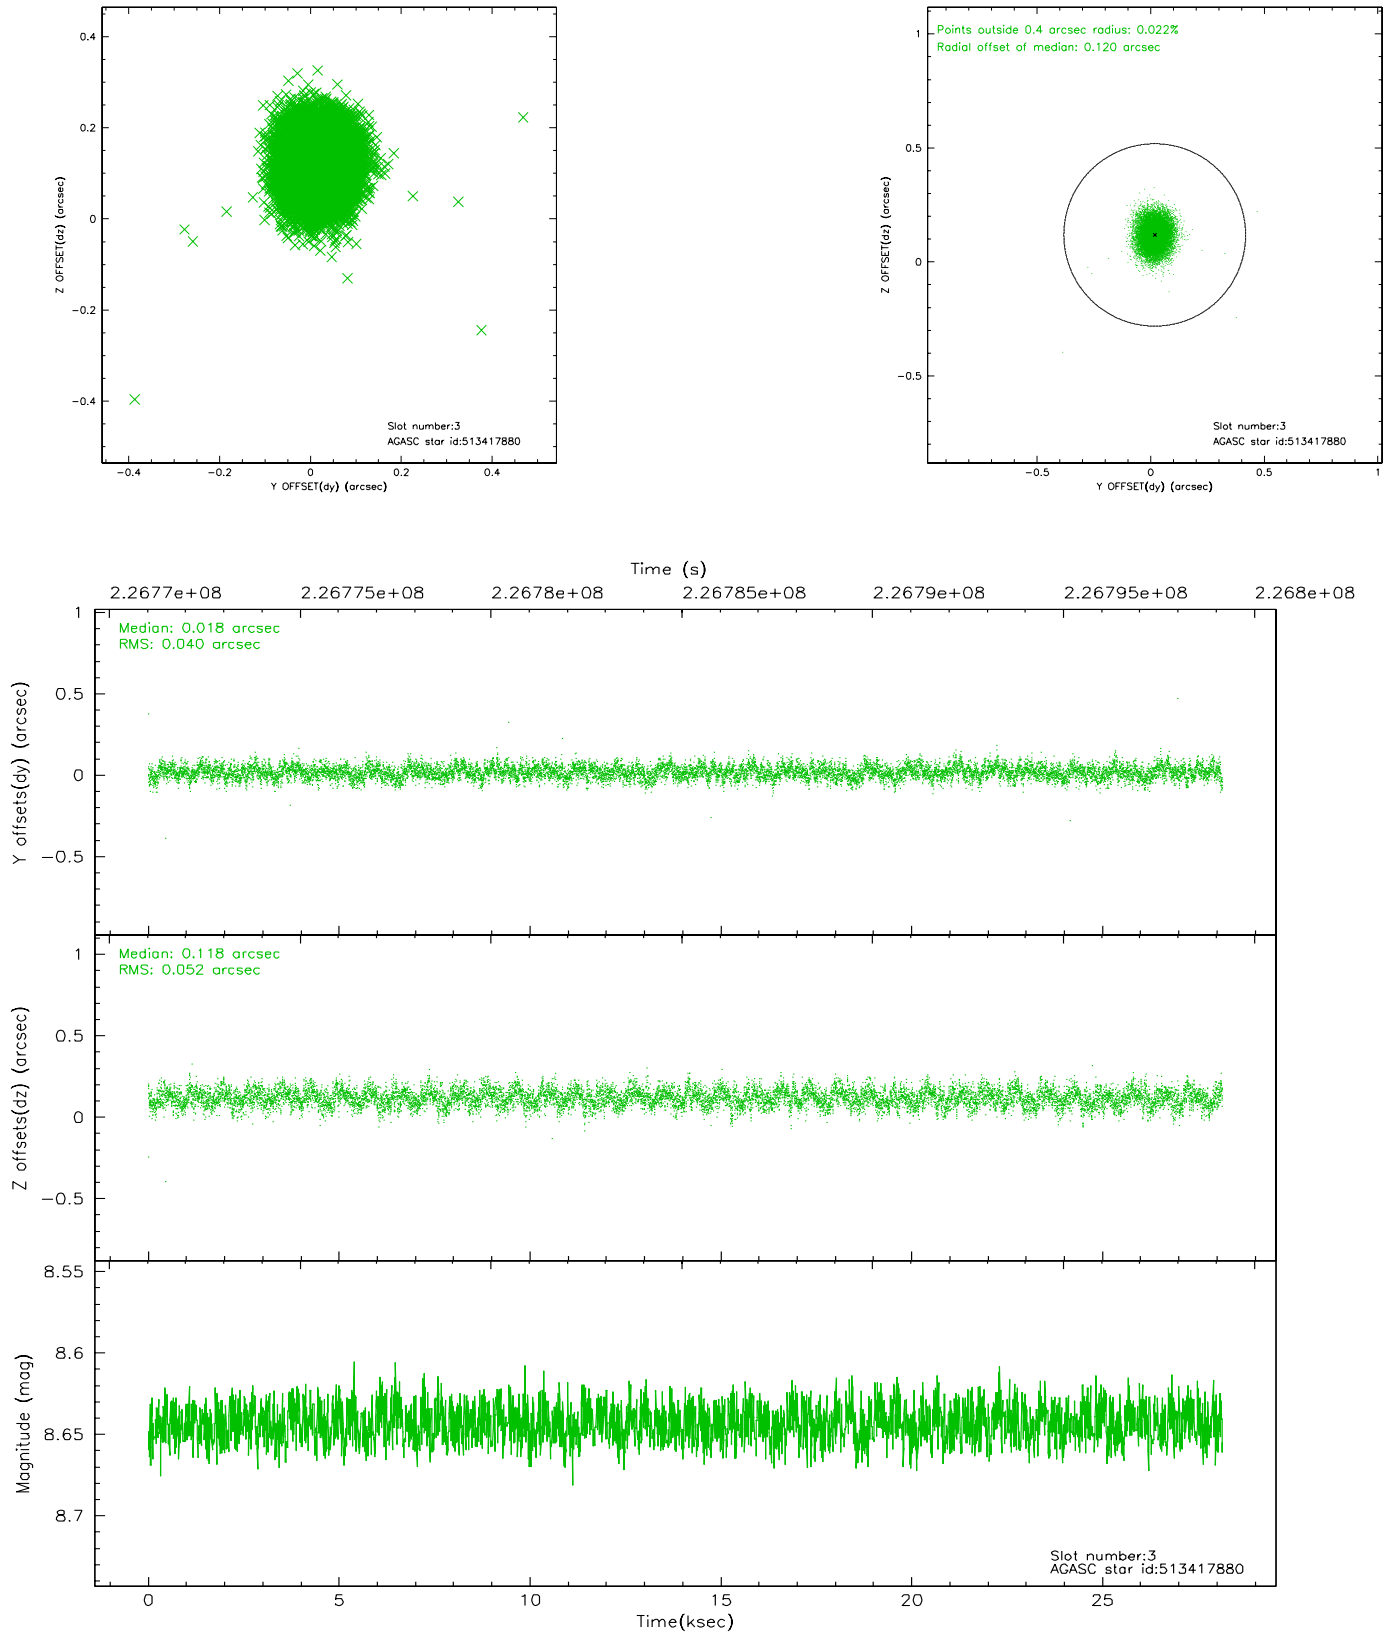 0.4
0.2
0
−0.2
−0.4
Z OFFSET(dz) (arcsec)
Slot number:3
AGASC star id:513417880
−0.4 −0.2 0 0.2 0.4
Y OFFSET(dy) (arcsec)
Points outside 0.4 arcsec radius: 0.022%
Radial offset of median: 0.120 arcsec
1
0.5
0
−0.5
Z OFFSET(dz) (arcsec)
Slot number:3
AGASC star id:513417880
−0.5 0 0.5 1
Y OFFSET(dy) (arcsec)
Time (s)
2.2677e+08 2.26775e+08 2.2678e+08 2.26785e+08 2.2679e+08 2.26795e+08 2.268e+08
Median: 0.018 arcsec
RMS: 0.040 arcsec
1
0.5
0
−0.5
Y offsets(dy) (arcsec)
Median: 0.118 arcsec
RMS: 0.052 arcsec
1
0.5
0
−0.5
Z offsets(dz) (arcsec)
8.55
8.6
8.65
8.7
Magnitude (mag)
Slot number:3
AGASC star id:513417880
0 5 10 15 20 25
Time(ksec)